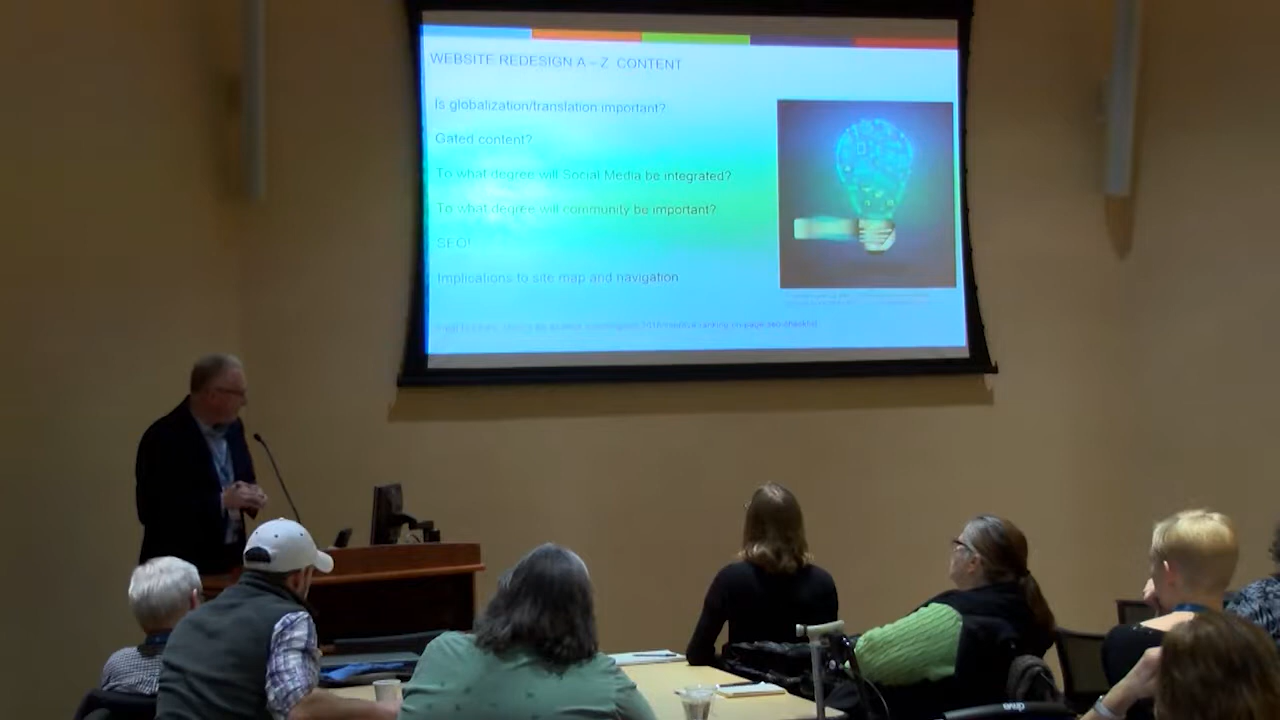 WEBSITE REDESIGN A – Z CONTENT
Is globalization/translation important?
Gated content?
To what degree will Social Media be integrated?
To what degree will community be important?
SEO!
Implications to site map and navigation
drive